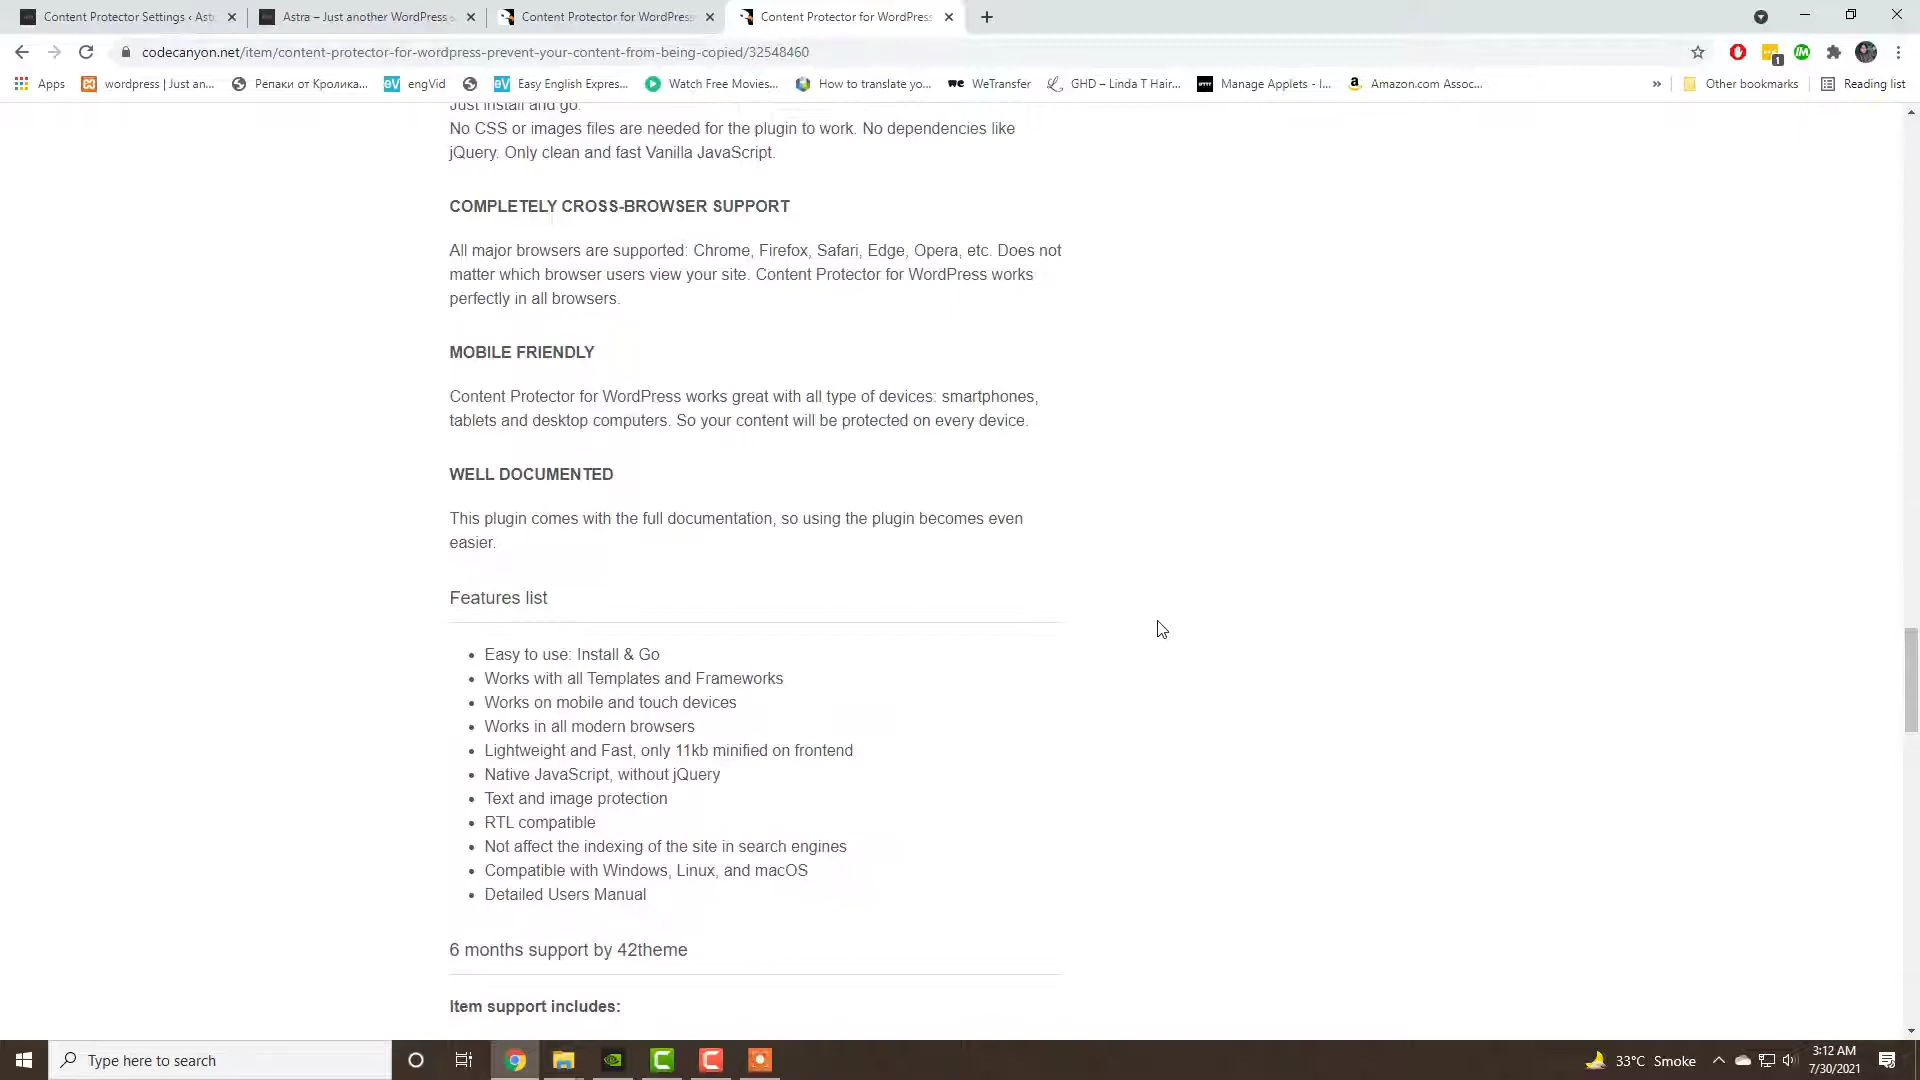 Content Protector Settings ‹ Ast
Astra – Just another WordPress s
Content Protector for WordPress
Content Protector for WordPress
codecanyon.net/item/content-protector-for-wordpress-prevent-your-content-from-being-copied/32548460
1
Apps
wordpress | Just an...
Репаки от Кролика...
engVid
Easy English Expres...
Watch Free Movies...
How to translate yo...
WeTransfer
GHD – Linda T Hair...
Manage Applets - I...
Amazon.com Assoc...
»
Other bookmarks
Reading list
Just install and go.
No CSS or images files are needed for the plugin to work. No dependencies like
jQuery. Only clean and fast Vanilla JavaScript.
COMPLETELY CROSS-BROWSER SUPPORT
All major browsers are supported: Chrome, Firefox, Safari, Edge, Opera, etc. Does not
matter which browser users view your site. Content Protector for WordPress works
perfectly in all browsers.
MOBILE FRIENDLY
Content Protector for WordPress works great with all type of devices: smartphones,
tablets and desktop computers. So your content will be protected on every device.
WELL DOCUMENTED
This plugin comes with the full documentation, so using the plugin becomes even
easier.
Features list
• Easy to use: Install & Go
• Works with all Templates and Frameworks
• Works on mobile and touch devices
• Works in all modern browsers
• Lightweight and Fast, only 11kb minified on frontend
• Native JavaScript, without jQuery
• Text and image protection
• RTL compatible
• Not affect the indexing of the site in search engines
• Compatible with Windows, Linux, and macOS
• Detailed Users Manual
6 months support by 42theme
Item support includes:
Type here to search
33°C Smoke
3:12 AM
7/30/2021